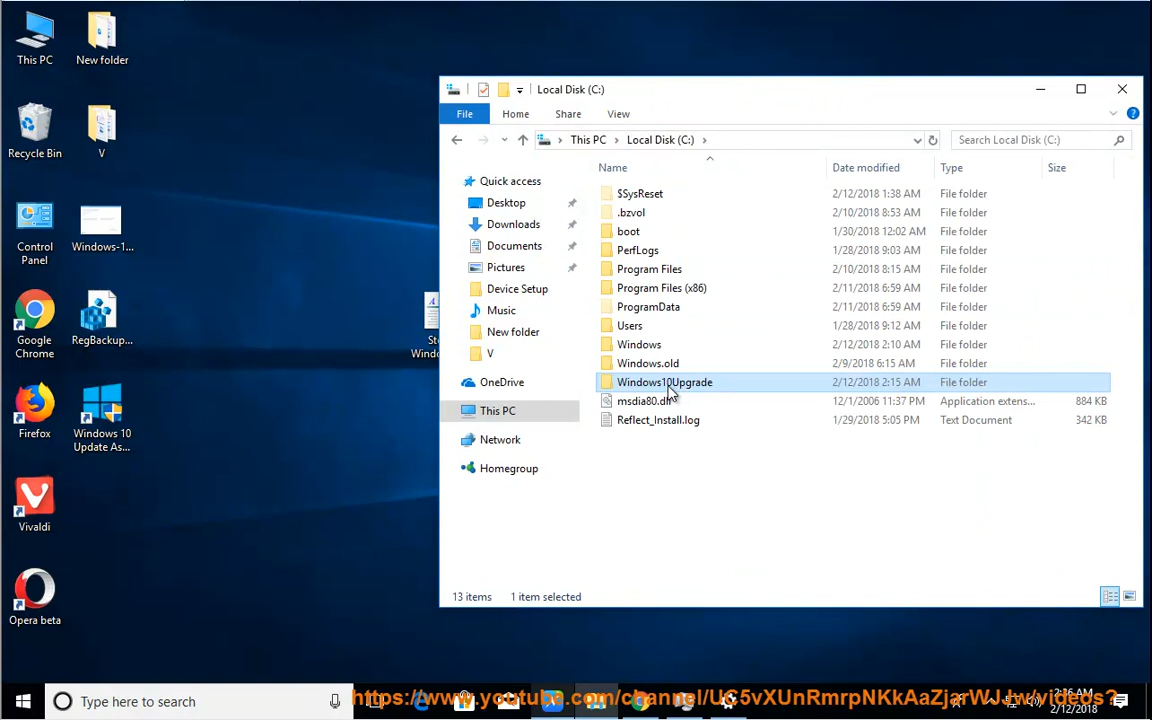 This PC
New folder
Recycle Bin
V
Control
Panel
Windows-1...
Google
Chrome
RegBackup...
Firefox
Windows 10
Update As...
Vivaldi
Opera beta
Local Disk (C:)
File
Home
Share
View
This PC
Local Disk (C:)
Search Local Disk (C:)
Name
Date modified
Type
Size
Quick access
Desktop
Downloads
Documents
Pictures
Device Setup
Music
New folder
V
OneDrive
This PC
Network
Homegroup
$SysReset 2/12/2018 1:38 AM File folder
.bzvol 2/10/2018 8:53 AM File folder
boot 1/30/2018 12:02 AM File folder
PerfLogs 1/28/2018 9:03 AM File folder
Program Files 2/10/2018 8:15 AM File folder
Program Files (x86) 2/11/2018 6:59 AM File folder
ProgramData 2/11/2018 6:59 AM File folder
Users 1/28/2018 9:12 AM File folder
Windows 2/12/2018 2:10 AM File folder
Windows.old 2/9/2018 6:15 AM File folder
Windows10Upgrade 2/12/2018 2:15 AM File folder
msdia80.dll 12/1/2006 11:37 PM Application extens... 884 KB
Reflect_Install.log 1/29/2018 5:05 PM Text Document 342 KB
13 items
1 item selected
Type here to search
2/12/2018